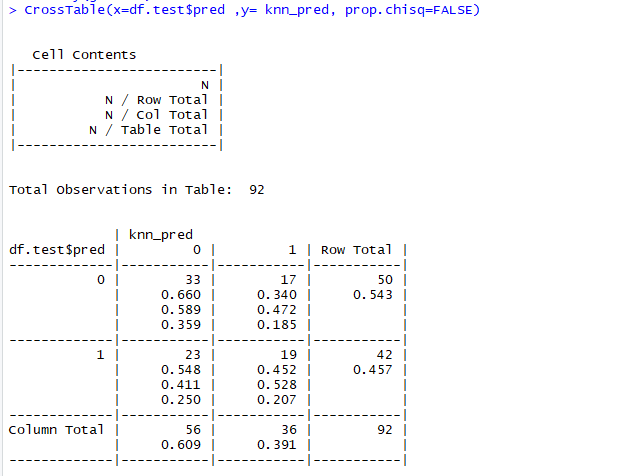 > CrossTable(x=df.test$pred ,y= knn_pred, prop.chisq=FALSE)
Cell Contents
|-------------------------|
|                       N |
|           N / Row Total |
|           N / Col Total |
|         N / Table Total |
|-------------------------|
Total Observations in Table:  92
             | knn_pred
df.test$pred |         0 |         1 | Row Total |
-------------|-----------|-----------|-----------|
           0 |        33 |        17 |        50 |
             |     0.660 |     0.340 |     0.543 |
             |     0.589 |     0.472 |           |
             |     0.359 |     0.185 |           |
-------------|-----------|-----------|-----------|
           1 |        23 |        19 |        42 |
             |     0.548 |     0.452 |     0.457 |
             |     0.411 |     0.528 |           |
             |     0.250 |     0.207 |           |
-------------|-----------|-----------|-----------|
Column Total |        56 |        36 |        92 |
             |     0.609 |     0.391 |           |
-------------|-----------|-----------|-----------|